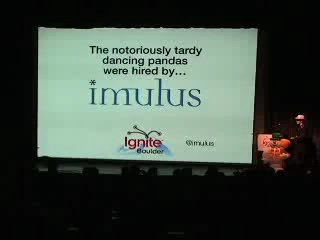 The notoriously tardy
dancing pandas
were hired by...
*imulus
Ignite
Boulder
@imulus